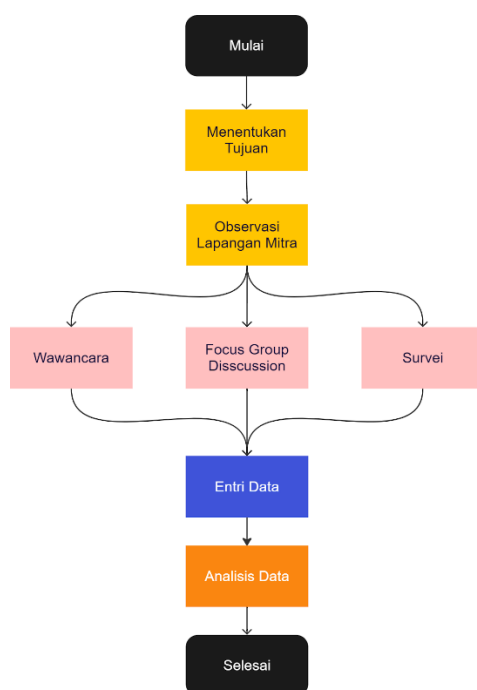 Mulai
Menentukan
Tujuan
Observasi
Lapangan Mitra
Wawancara
Focus Group
Disscussion
Survei
Entri Data
Analisis Data
Selesai